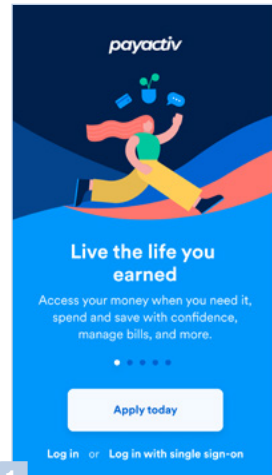 payactiv
Live the life you
earned
Access your money when you need it,
spend and save with confidence,
manage bills, and more.
Apply today
Log in or Log in with single sign-on
1